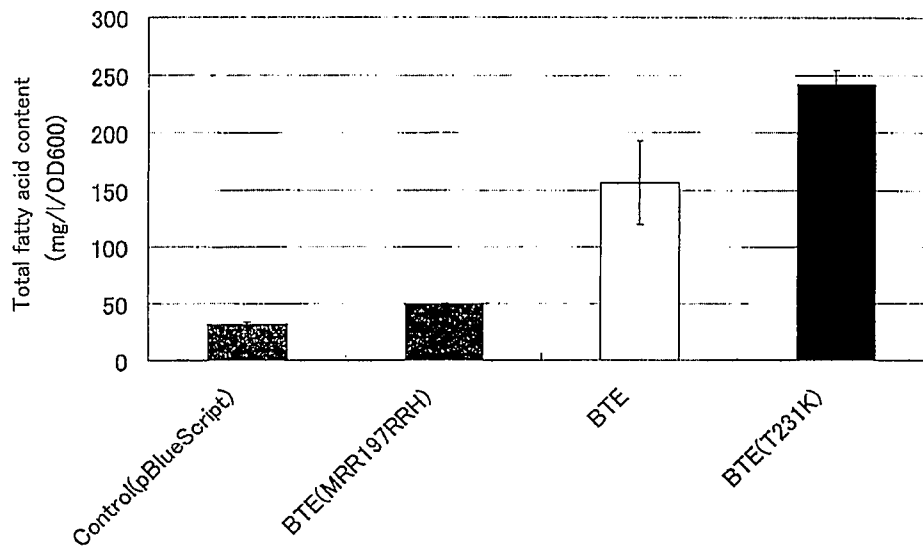 Total fatty acid content
(mg/l/OD600)
300
250
200
150
100
50
0
Control(pBlueScript)
BTE(MRR197RRH)
BTE
BTE(T231K)